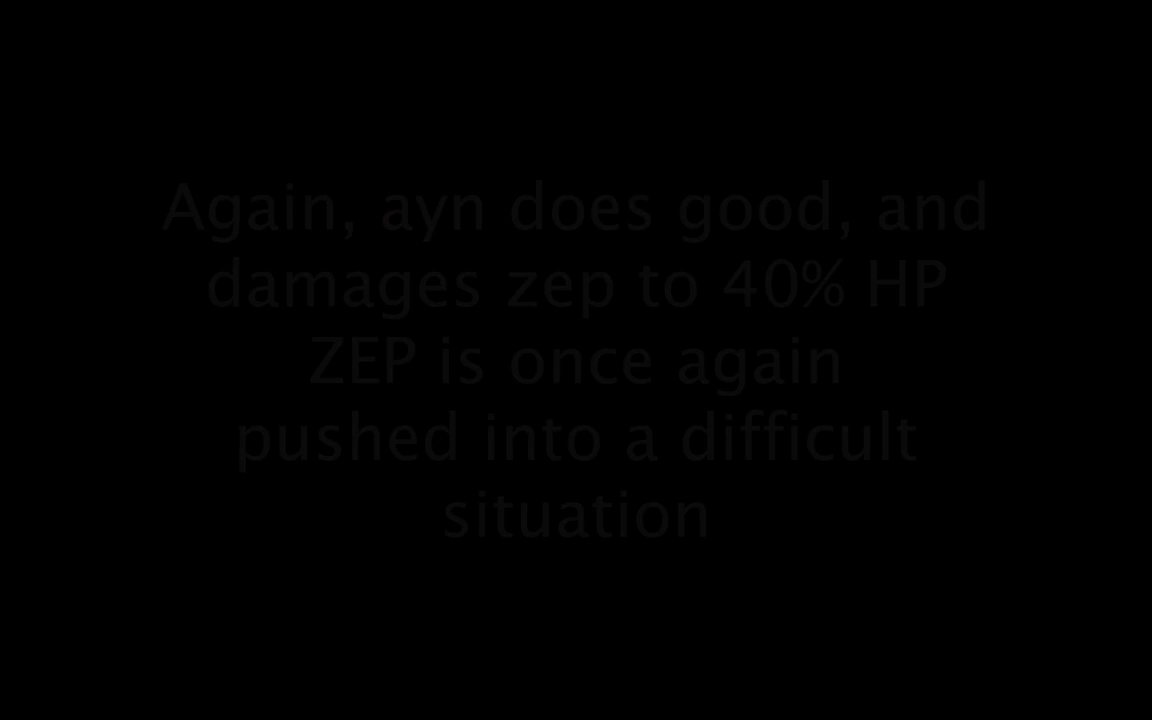 Again, ayn does good, and
damages zep to 40% HP
ZEP is once again
pushed into a difficult
situation